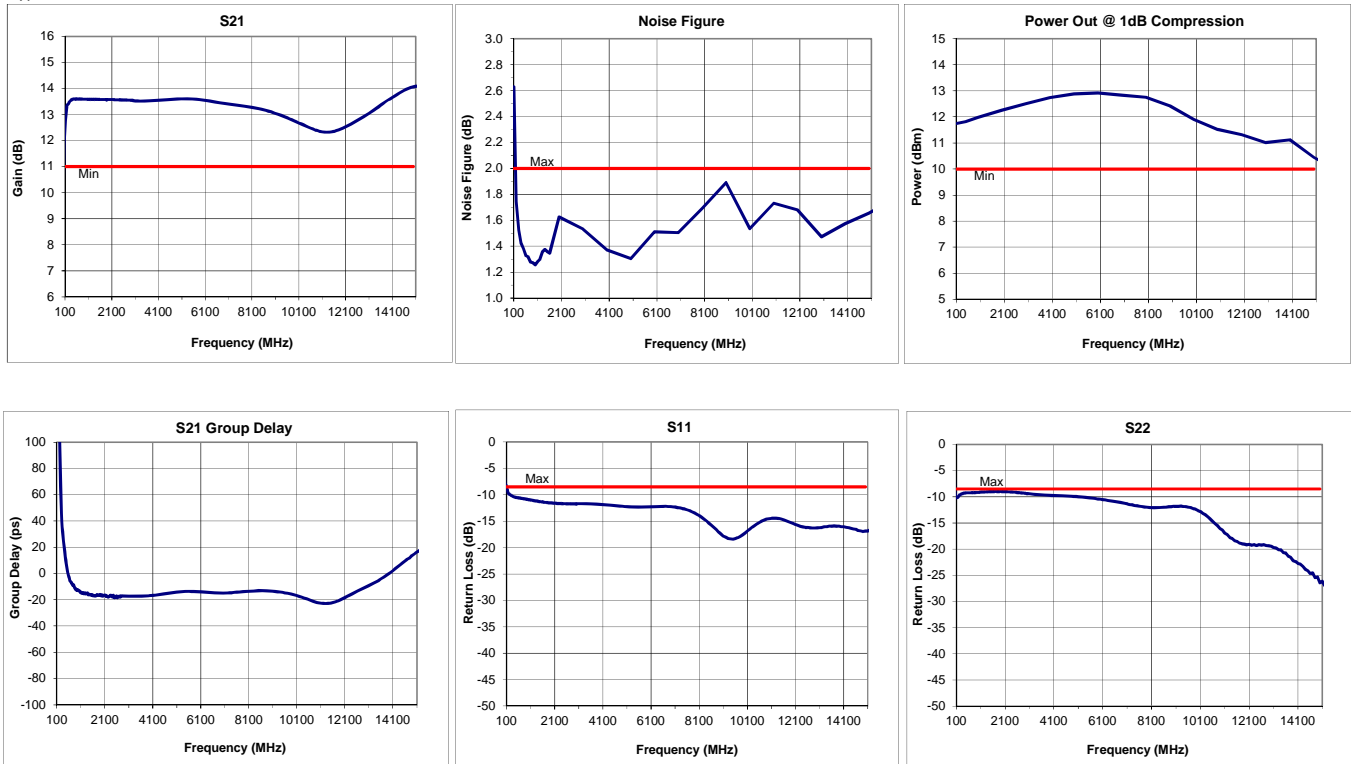 S21
16
15
14
13
12
11
10
9
8
7
6
Gain (dB)
Min
100 2100 4100 6100 8100 10100 12100 14100
Frequency (MHz)
Noise Figure
3.0
2.8
2.6
2.4
2.2
2.0
1.8
1.6
1.4
1.2
1.0
Noise Figure (dB)
Max
100 2100 4100 6100 8100 10100 12100 14100
Frequency (MHz)
Power Out @ 1dB Compression
15
14
13
12
11
10
9
8
7
6
5
Power (dBm)
Min
100 2100 4100 6100 8100 10100 12100 14100
Frequency (MHz)
S21 Group Delay
100
80
60
40
20
0
-20
-40
-60
-80
-100
Group Delay (ps)
100 2100 4100 6100 8100 10100 12100 14100
Frequency (MHz)
S11
0
-5
-10
-15
-20
-25
-30
-35
-40
-45
-50
Return Loss (dB)
Max
100 2100 4100 6100 8100 10100 12100 14100
Frequency (MHz)
S22
0
-5
-10
-15
-20
-25
-30
-35
-40
-45
-50
Return Loss (dB)
Max
100 2100 4100 6100 8100 10100 12100 14100
Frequency (MHz)